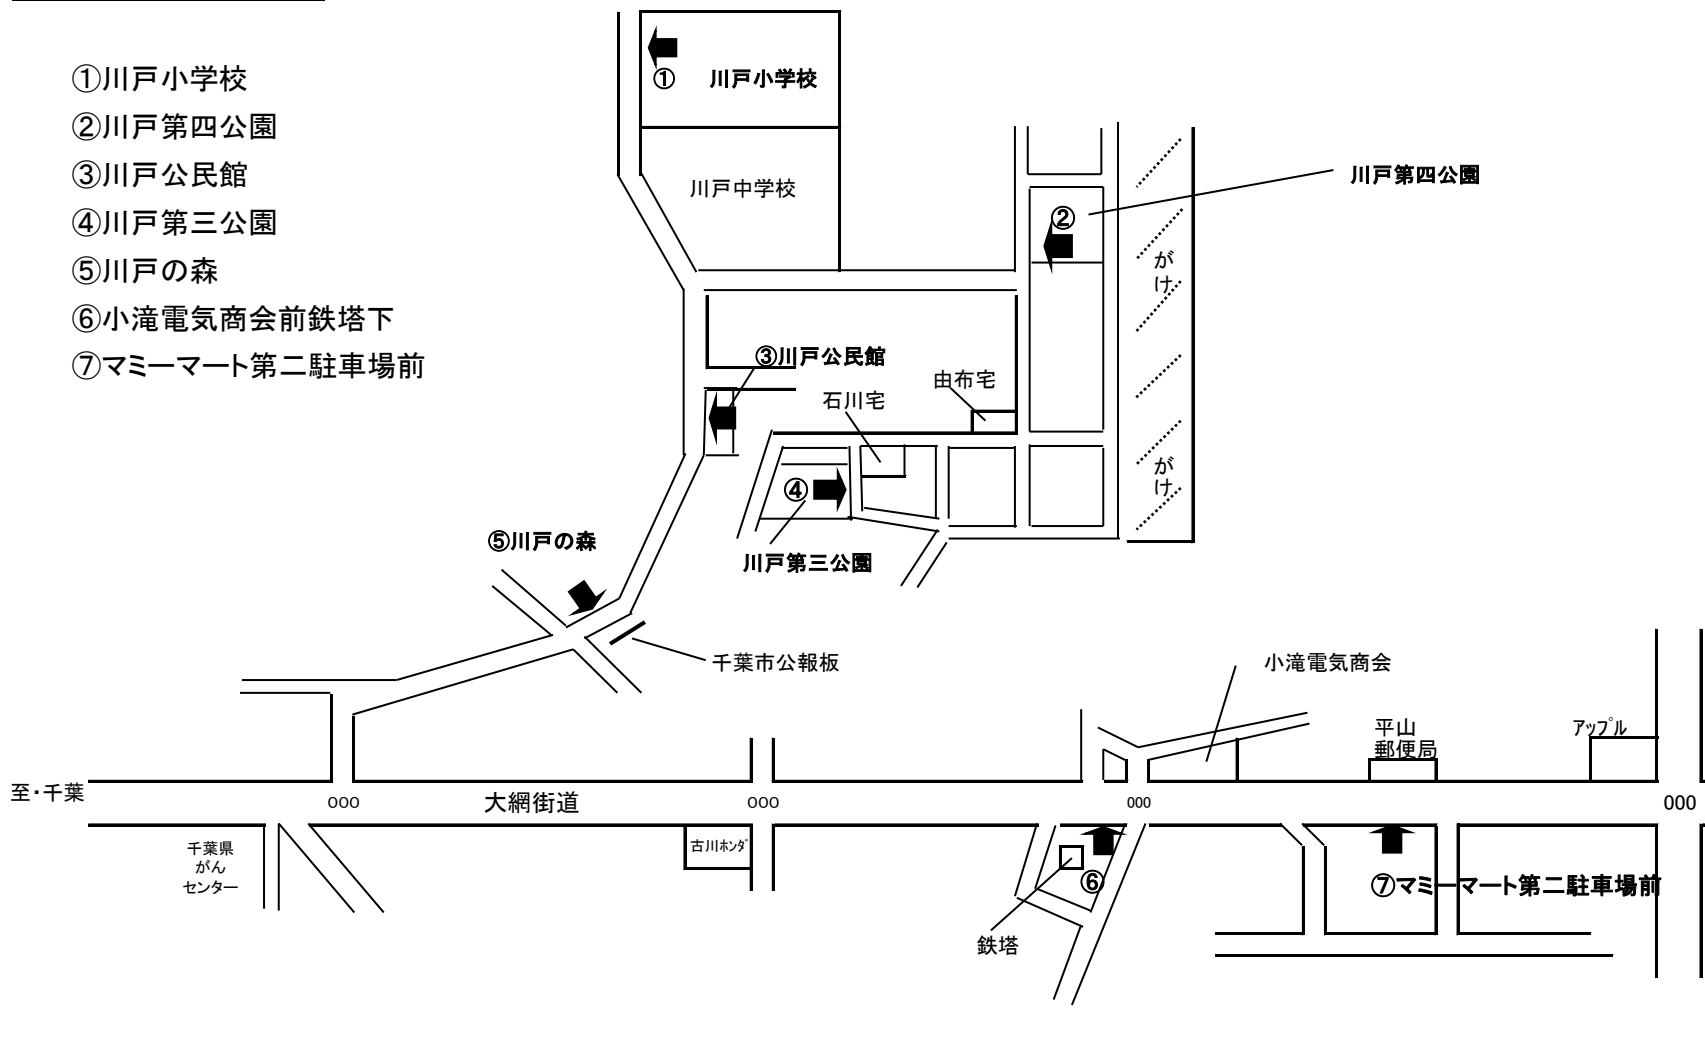 ①川戸小学校
②川戸第四公園
③川戸公民館
④川戸第三公園
⑤川戸の森
⑥小滝電気商会前鉄塔下
⑦マミーマート第二駐車場前
①
川戸小学校
川戸中学校
川戸第四公園
②
がけ
③川戸公民館
由布宅
石川宅
がけ
④
⑤川戸の森
川戸第三公園
千葉市公報板
小滝電気商会
平山
郵便局
アップル
至・千葉
大網街道
ooo
ooo
ooo
ooo
千葉県
がん
センター
古川ホンダ
⑥
⑦マミーマート第二駐車場前
鉄塔